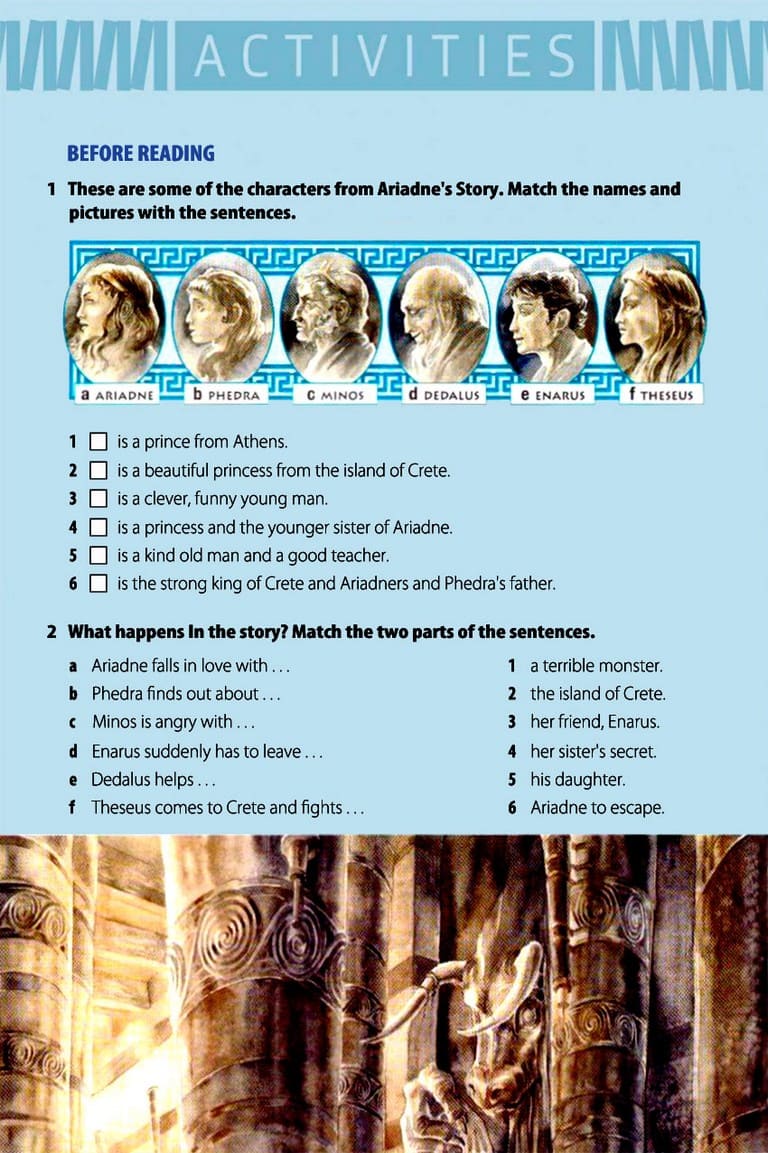 ACTIVITIES
BEFORE READING
1 These are some of the characters from Ariadne's Story. Match the names and
pictures with the sentences.
a ARIADNE b PHEDRA c MINOS d DEDALUS e ENARUS f THESEUS
1 is a prince from Athens.
2 is a beautiful princess from the island of Crete.
3 is a clever, funny young man.
4 is a princess and the younger sister of Ariadne.
5 is a kind old man and a good teacher.
6 is the strong king of Crete and Ariadners and Phedra's father.
2 What happens In the story? Match the two parts of the sentences.
a Ariadne falls in love with . . . 1 a terrible monster.
b Phedra finds out about . . . 2 the island of Crete.
c Minos is angry with . . . 3 her friend, Enarus.
d Enarus suddenly has to leave . . . 4 her sister's secret.
e Dedalus helps . . . 5 his daughter.
f Theseus comes to Crete and fights . . . 6 Ariadne to escape.